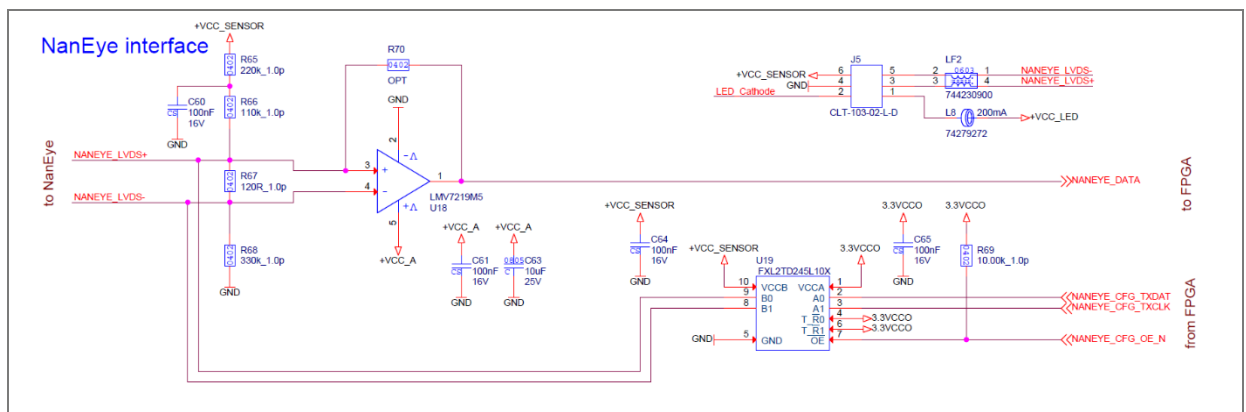 NanEye interface
+VCC_SENSOR
R65
0402
220k_1.0p
C60
100nF
16V
GND
R66
0402
110k_1.0p
to NanEye
NANEYE_LVDS+
NANEYE_LVDS-
R67
0402
120R_1.0p
R68
0402
330k_1.0p
GND
R70
0402
OPT
GND
2
3
4
1
5
LMV7219M5
U18
+VCC_A
+VCC_A
C61
100nF
16V
GND
+VCC_A
0805
C63
10uF
25V
GND
J5
+VCC_SENSOR
GND
LED_Cathode
6
4
2
5
3
1
CLT-103-02-L-D
LF2
0603
2
3
1
4
744230900
NANEYE_LVDS-
NANEYE_LVDS+
L8
200mA
74279272
+VCC_LED
NANEYE_DATA
to FPGA
+VCC_SENSOR
C64
100nF
16V
GND
+VCC_SENSOR
U19
FXL2TD245L10X
10
9
8
5
VCCB
B0
B1
GND
VCCA
A0
A1
T_R0
T_R1
OE
1
2
3
4
6
7
GND
3.3VCCO
3.3VCCO
C65
100nF
16V
GND
3.3VCCO
R69
0402
10.00k_1.0p
3.3VCCO
3.3VCCO
NANEYE_CFG_TXDAT
NANEYE_CFG_TXCLK
NANEYE_CFG_OE_N
from FPGA